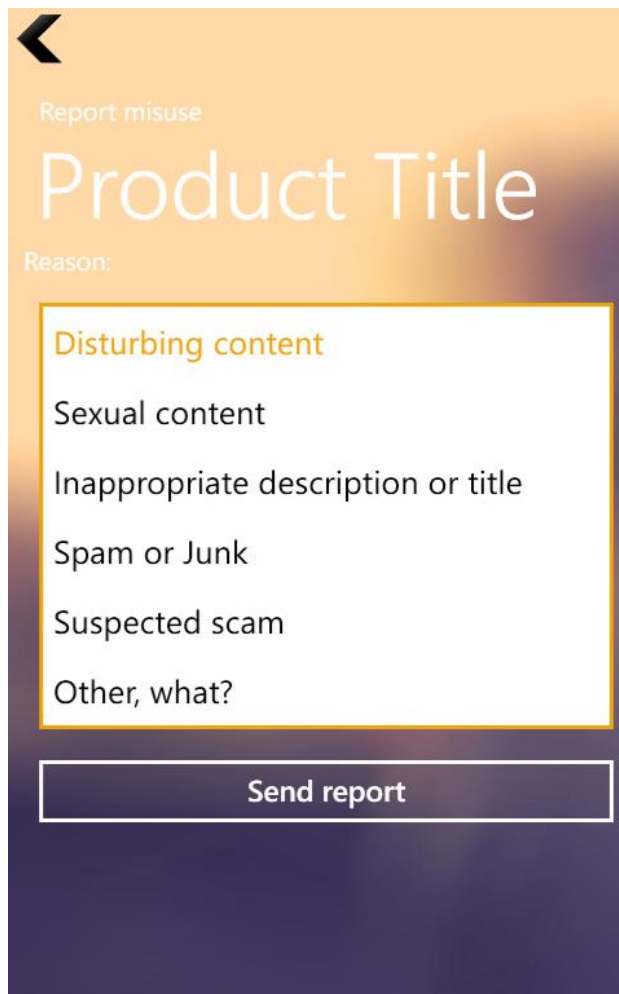 Report misuse
Product Title
Reason:
Disturbing content
Sexual content
Inappropriate description or title
Spam or Junk
Suspected scam
Other, what?
Send report